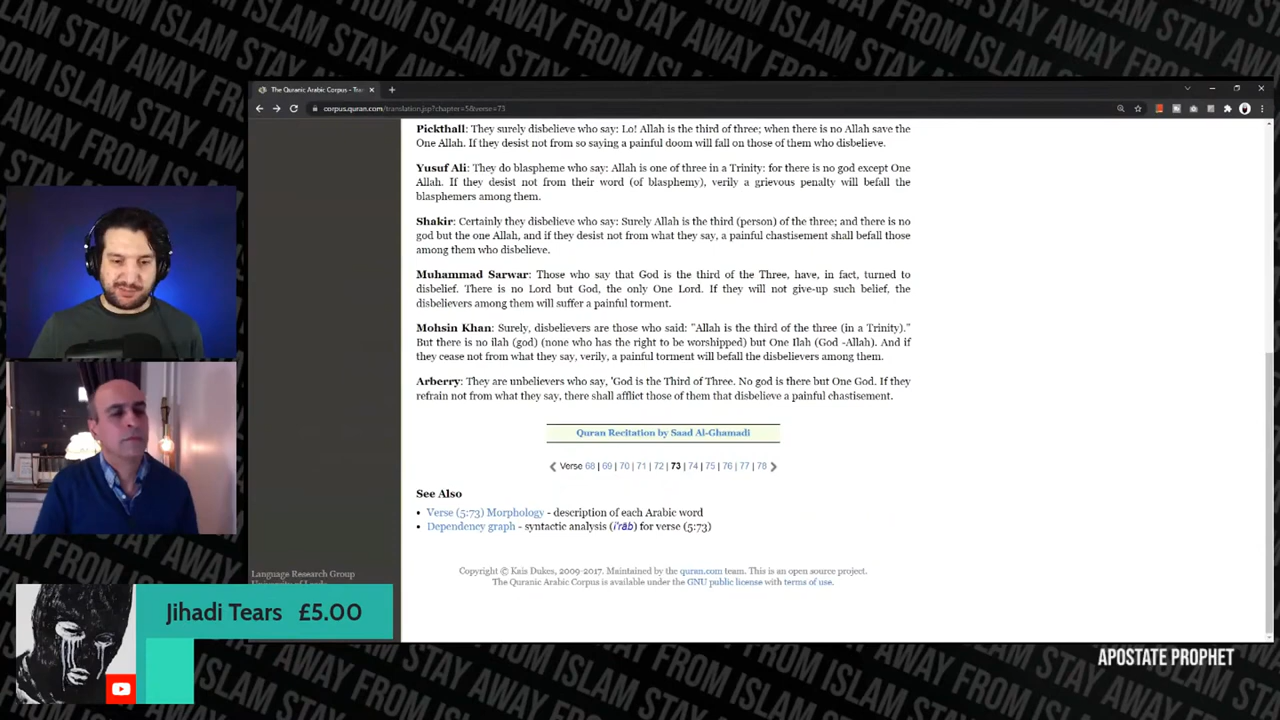 STAY AWAY FROM ISLAM STAY AWAY FROM ISLAM STAY AWAY FROM ISLAM
The Quranic Arabic Corpus - Tra
corpus.quran.com/translation.jsp?chapter=5&verse=73
Pickthall: They surely disbelieve who say: Lo! Allah is the third of three; when there is no Allah save the
One Allah. If they desist not from so saying a painful doom will fall on those of them who disbelieve.
Yusuf Ali: They do blaspheme who say: Allah is one of three in a Trinity: for there is no god except One
Allah. If they desist not from their word (of blasphemy), verily a grievous penalty will befall the
blasphemers among them.
Shakir: Certainly they disbelieve who say: Surely Allah is the third (person) of the three; and there is no
god but the one Allah, and if they desist not from what they say, a painful chastisement shall befall those
among them who disbelieve.
Muhammad Sarwar: Those who say that God is the third of the Three, have, in fact, turned to
disbelief. There is no Lord but God, the only One Lord. If they will not give-up such belief, the
disbelievers among them will suffer a painful torment.
Mohsin Khan: Surely, disbelievers are those who said: "Allah is the third of the three (in a Trinity)."
But there is no ilah (god) (none who has the right to be worshipped) but One Ilah (God -Allah). And if
they cease not from what they say, verily, a painful torment will befall the disbelievers among them.
Arberry: They are unbelievers who say, 'God is the Third of Three. No god is there but One God. If they
refrain not from what they say, there shall afflict those of them that disbelieve a painful chastisement.
Quran Recitation by Saad Al-Ghamadi
Verse 68 | 69 | 70 | 71 | 72 | 73 | 74 | 75 | 76 | 77 | 78
See Also
• Verse (5:73) Morphology - description of each Arabic word
• Dependency graph - syntactic analysis (i'rāb) for verse (5:73)
Copyright © Kais Dukes, 2009-2017. Maintained by the quran.com team. This is an open source project.
The Quranic Arabic Corpus is available under the GNU public license with terms of use.
Language Research Group
Jihadi Tears £5.00
APOSTATE PROPHET